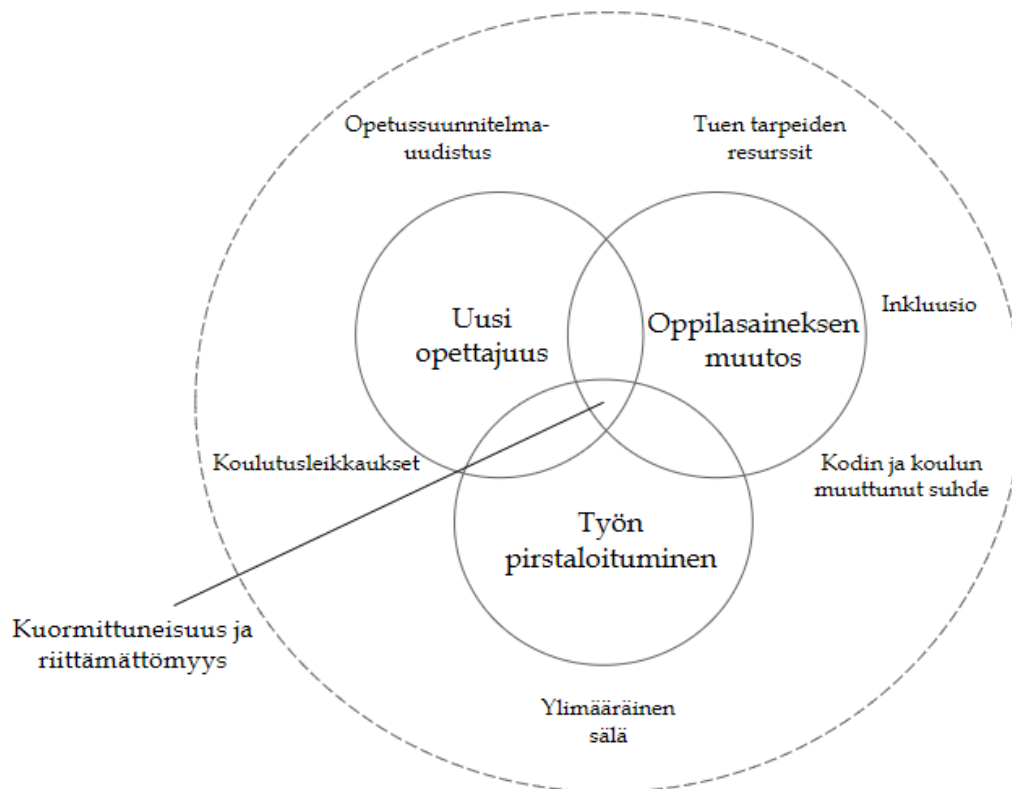 Opetussuunnitelma-
uudistus
Tuen tarpeiden
resurssit
Inkluusio
Uusi
opettajuus
Oppilasaineksen
muutos
Koulutusleikkaukset
Kodin ja koulun
muuttunut suhde
Työn
pirstaloituminen
Kuormittuneisuus ja
riittämättömyys
Ylimääräinen
sälä